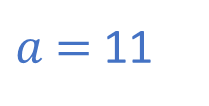 a = 11